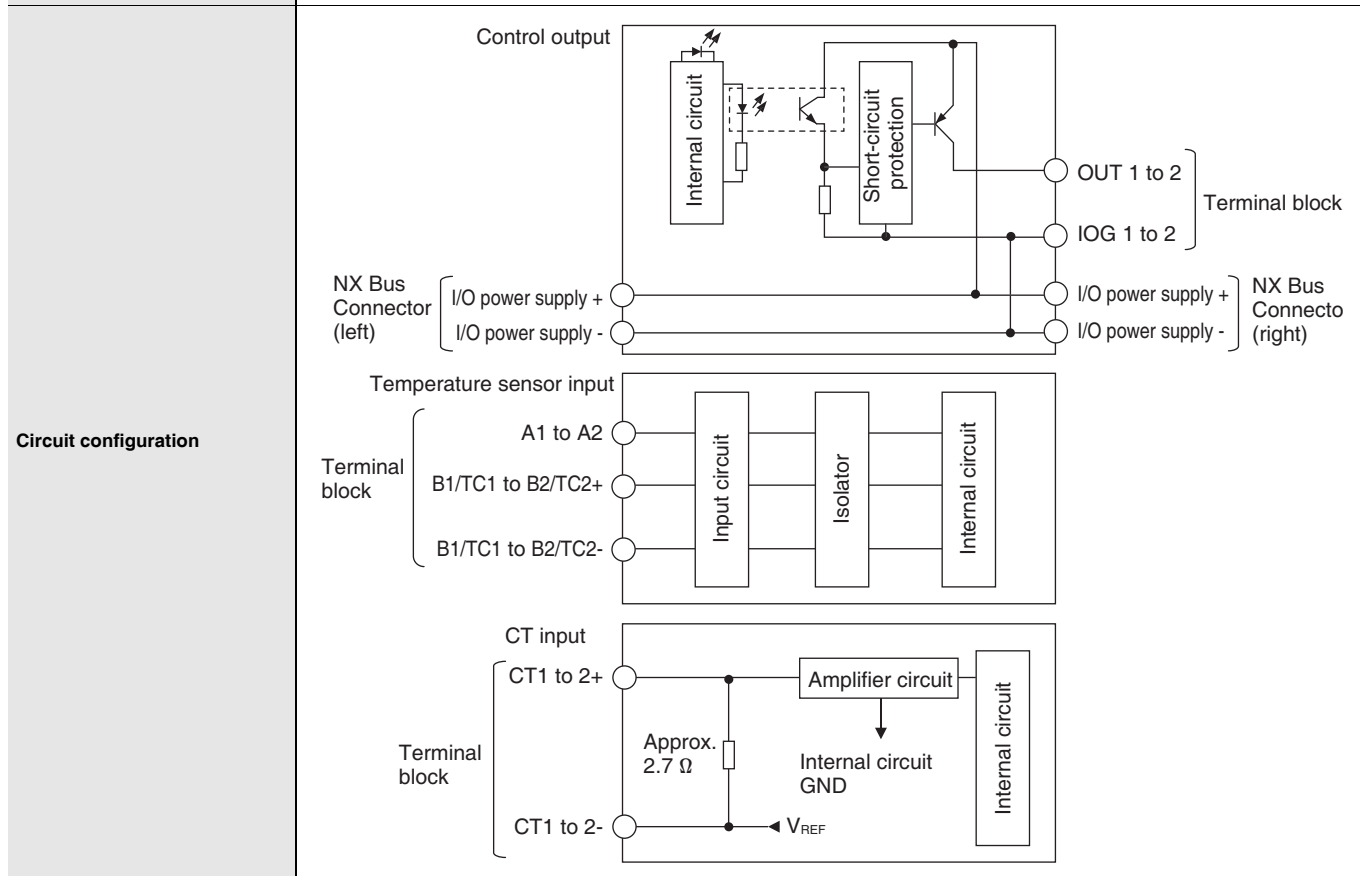 Circuit configuration
Control output
Internal circuit
Short-circuit
protection
OUT 1 to 2
IOG 1 to 2
Terminal block
NX Bus
Connector
(left)
I/O power supply +
I/O power supply -
I/O power supply +
I/O power supply -
NX Bus
Connecto
(right)
Temperature sensor input
Terminal
block
A1 to A2
B1/TC1 to B2/TC2+
B1/TC1 to B2/TC2-
Input circuit
Isolator
Internal circuit
CT input
Terminal
block
CT1 to 2+
CT1 to 2-
Approx.
2.7 Ω
VREF
Amplifier circuit
Internal circuit
GND
Internal circuit